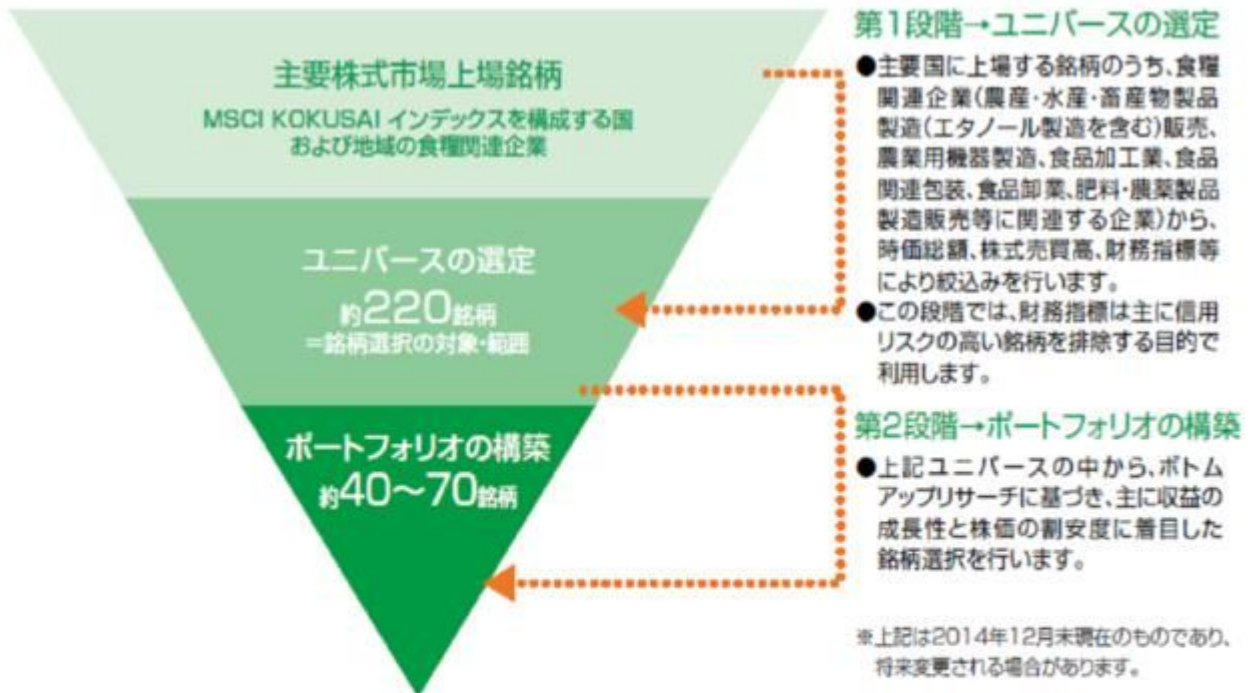 主要株式市場上場銘柄
MSCI KOKUSAI インデックスを構成する国
および地域の食糧関連企業
ユニバースの選定
約220銘柄
=銘柄選択の対象・範囲
ポートフォリオの構築
約40〜70銘柄
第1段階→ユニバースの選定
●主要国に上場する銘柄のうち、食糧
関連企業(農産・水産・畜産物製品
製造(エタノール製造を含む)販売、
農業用機器製造、食品加工業、食品
関連包装、食品卸業、肥料・農薬製品
製造販売等に関連する企業)から、
時価総額、株式売買高、財務指標等
により絞込みを行います。
●この段階では、財務指標は主に信用
リスクの高い銘柄を排除する目的で
利用します。
第2段階→ポートフォリオの構築
●上記ユニバースの中から、ボトム
アップリサーチに基づき、主に収益の
成長性と株価の割安度に着目した
銘柄選択を行います。
※上記は2014年12月末現在のものであり、
将来変更される場合があります。